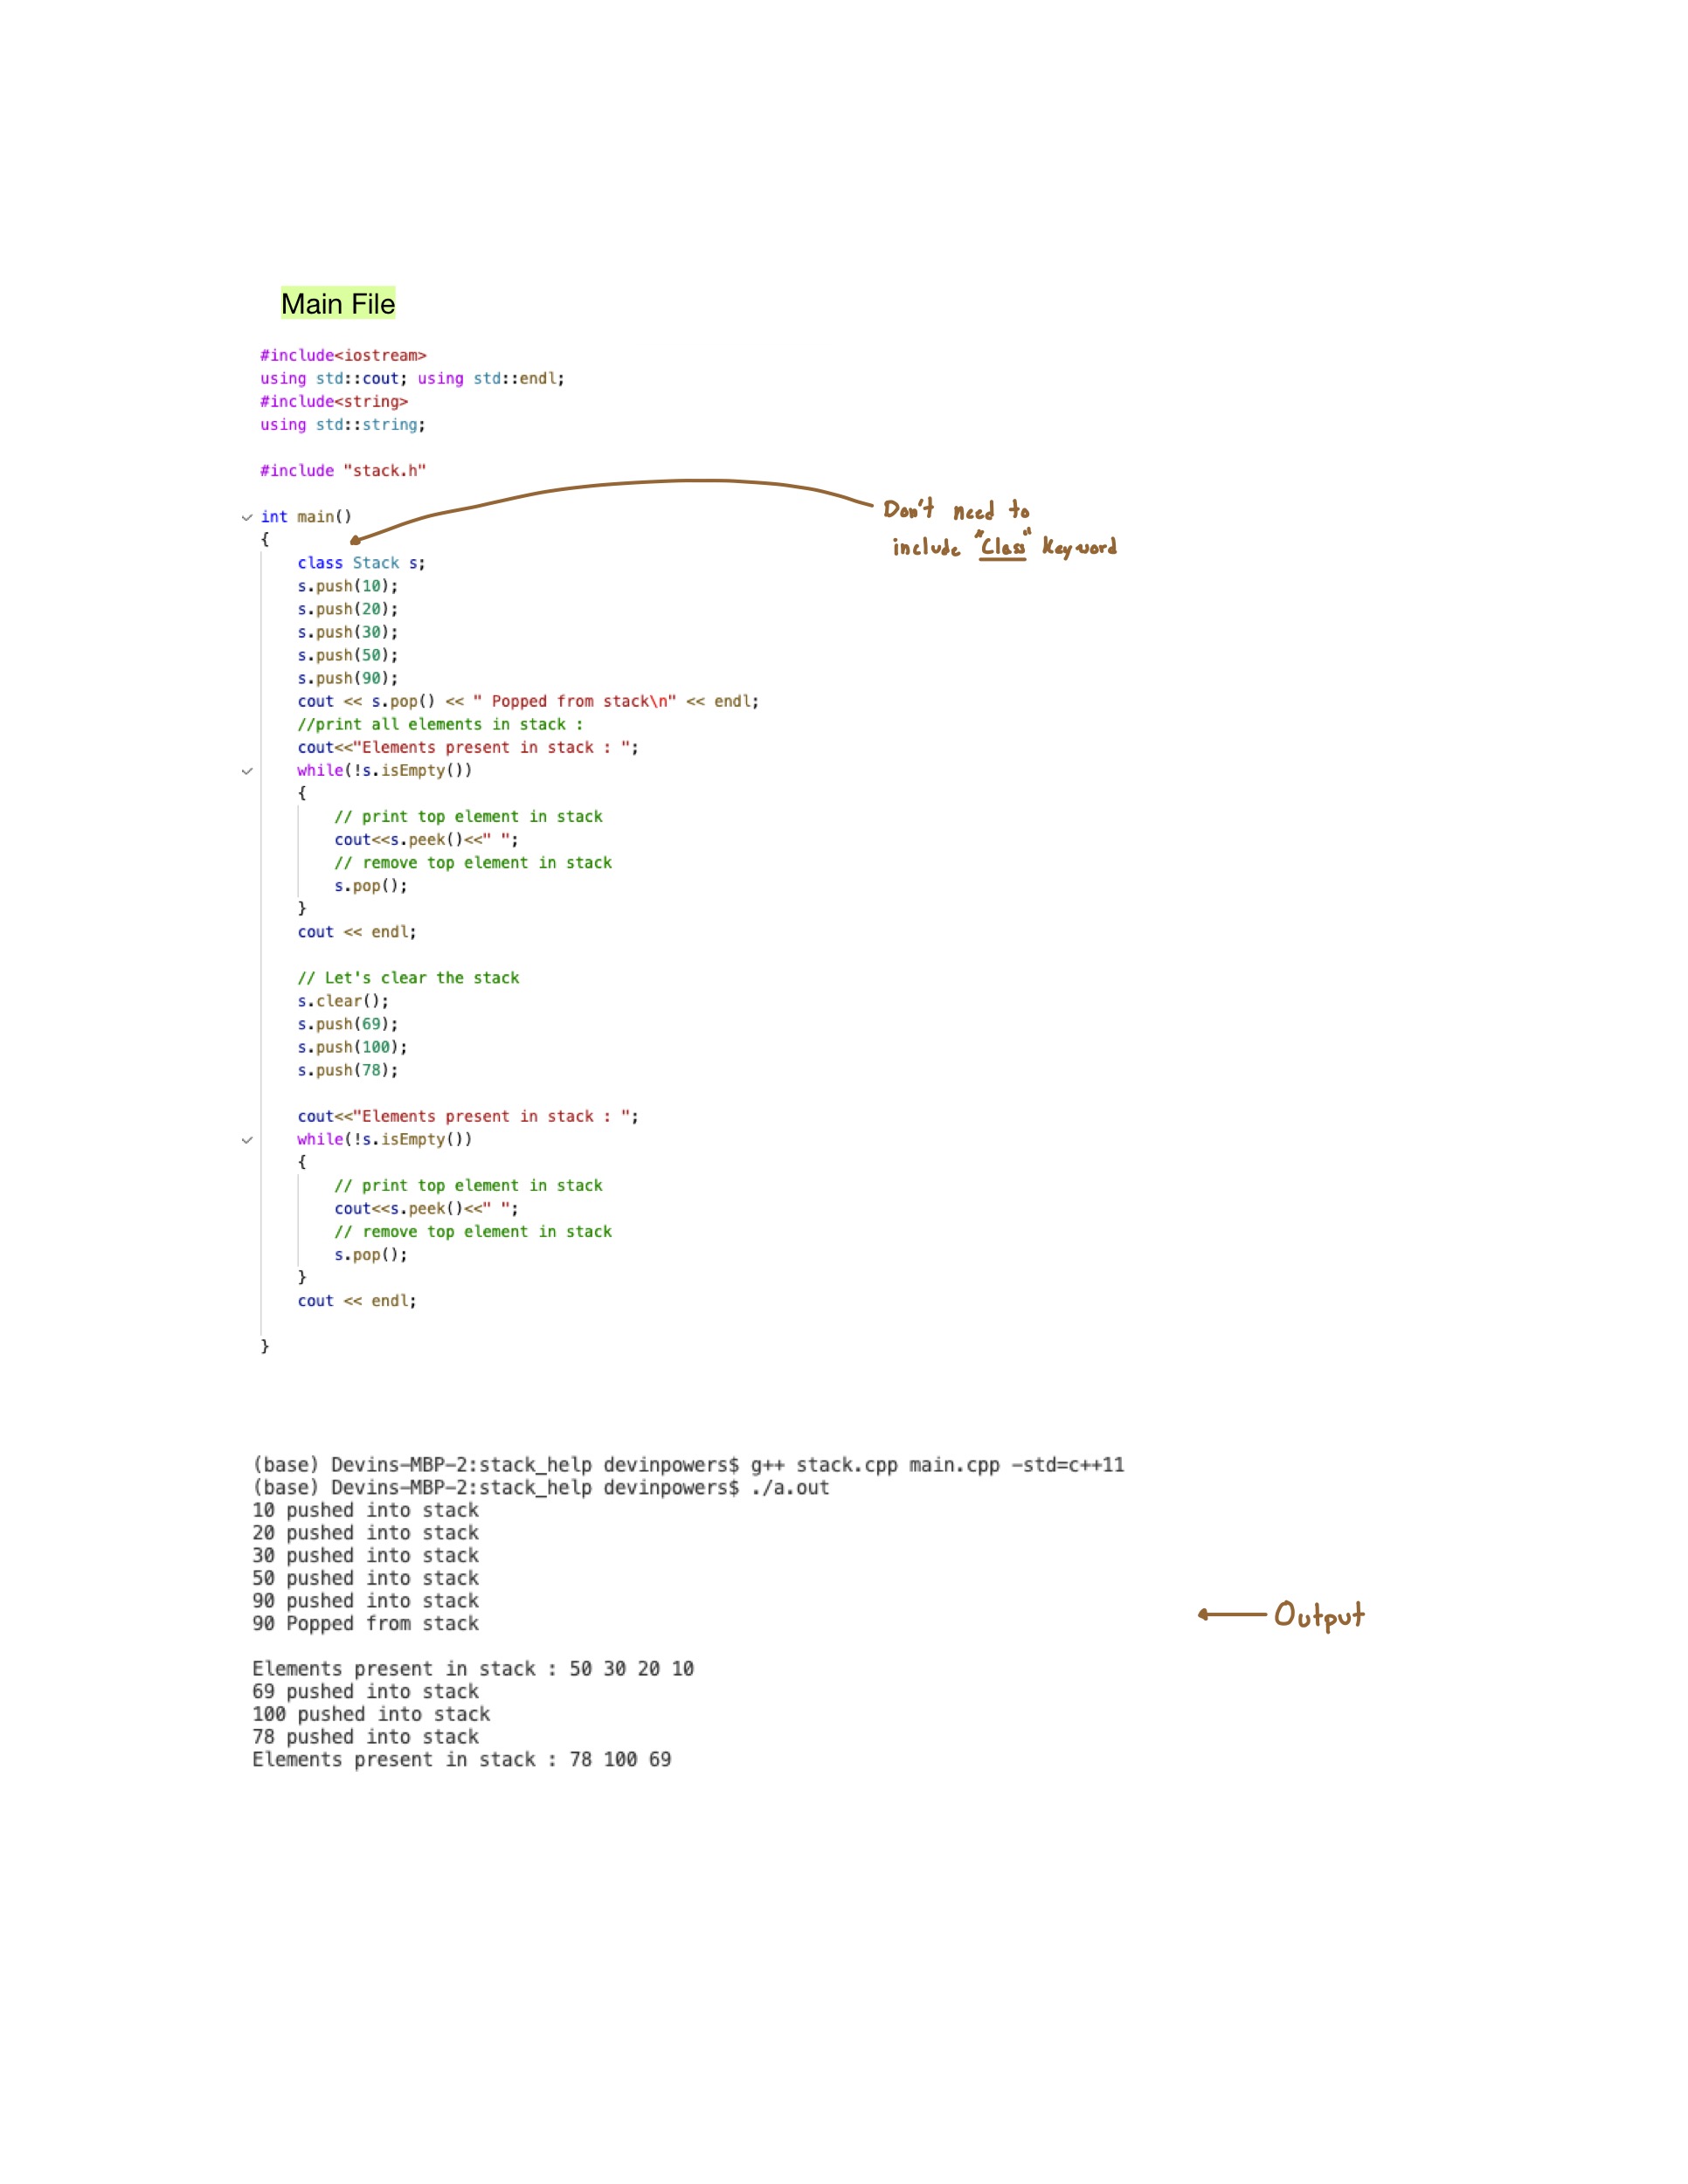 Main File
#include<iostream>
using std::cout; using std::endl;
#include<string>
using std::string;
#include "stack.h"
int main()
{
Don't need to
include "Class" keyword
class Stack s;
s.push(10);
s.push(20);
s.push(30);
s.push(50);
s.push(90);
cout << s.pop() << " Popped from stack\n" << endl;
//print all elements in stack :
cout<<"Elements present in stack : ";
while(!s.isEmpty())
{
// print top element in stack
cout<<s.peek()<<" ";
// remove top element in stack
s.pop();
}
cout << endl;
// Let's clear the stack
s.clear();
s.push(69);
s.push(100);
s.push(78);
cout<<"Elements present in stack : ";
while(!s.isEmpty())
{
// print top element in stack
cout<<s.peek()<<" ";
// remove top element in stack
s.pop();
}
cout << endl;
}
(base) Devins-MBP-2:stack_help devinpowers$ g++ stack.cpp main.cpp -std=c++11
(base) Devins-MBP-2:stack_help devinpowers$ ./a.out
10 pushed into stack
20 pushed into stack
30 pushed into stack
50 pushed into stack
90 pushed into stack
90 Popped from stack
Output
Elements present in stack : 50 30 20 10
69 pushed into stack
100 pushed into stack
78 pushed into stack
Elements present in stack : 78 100 69